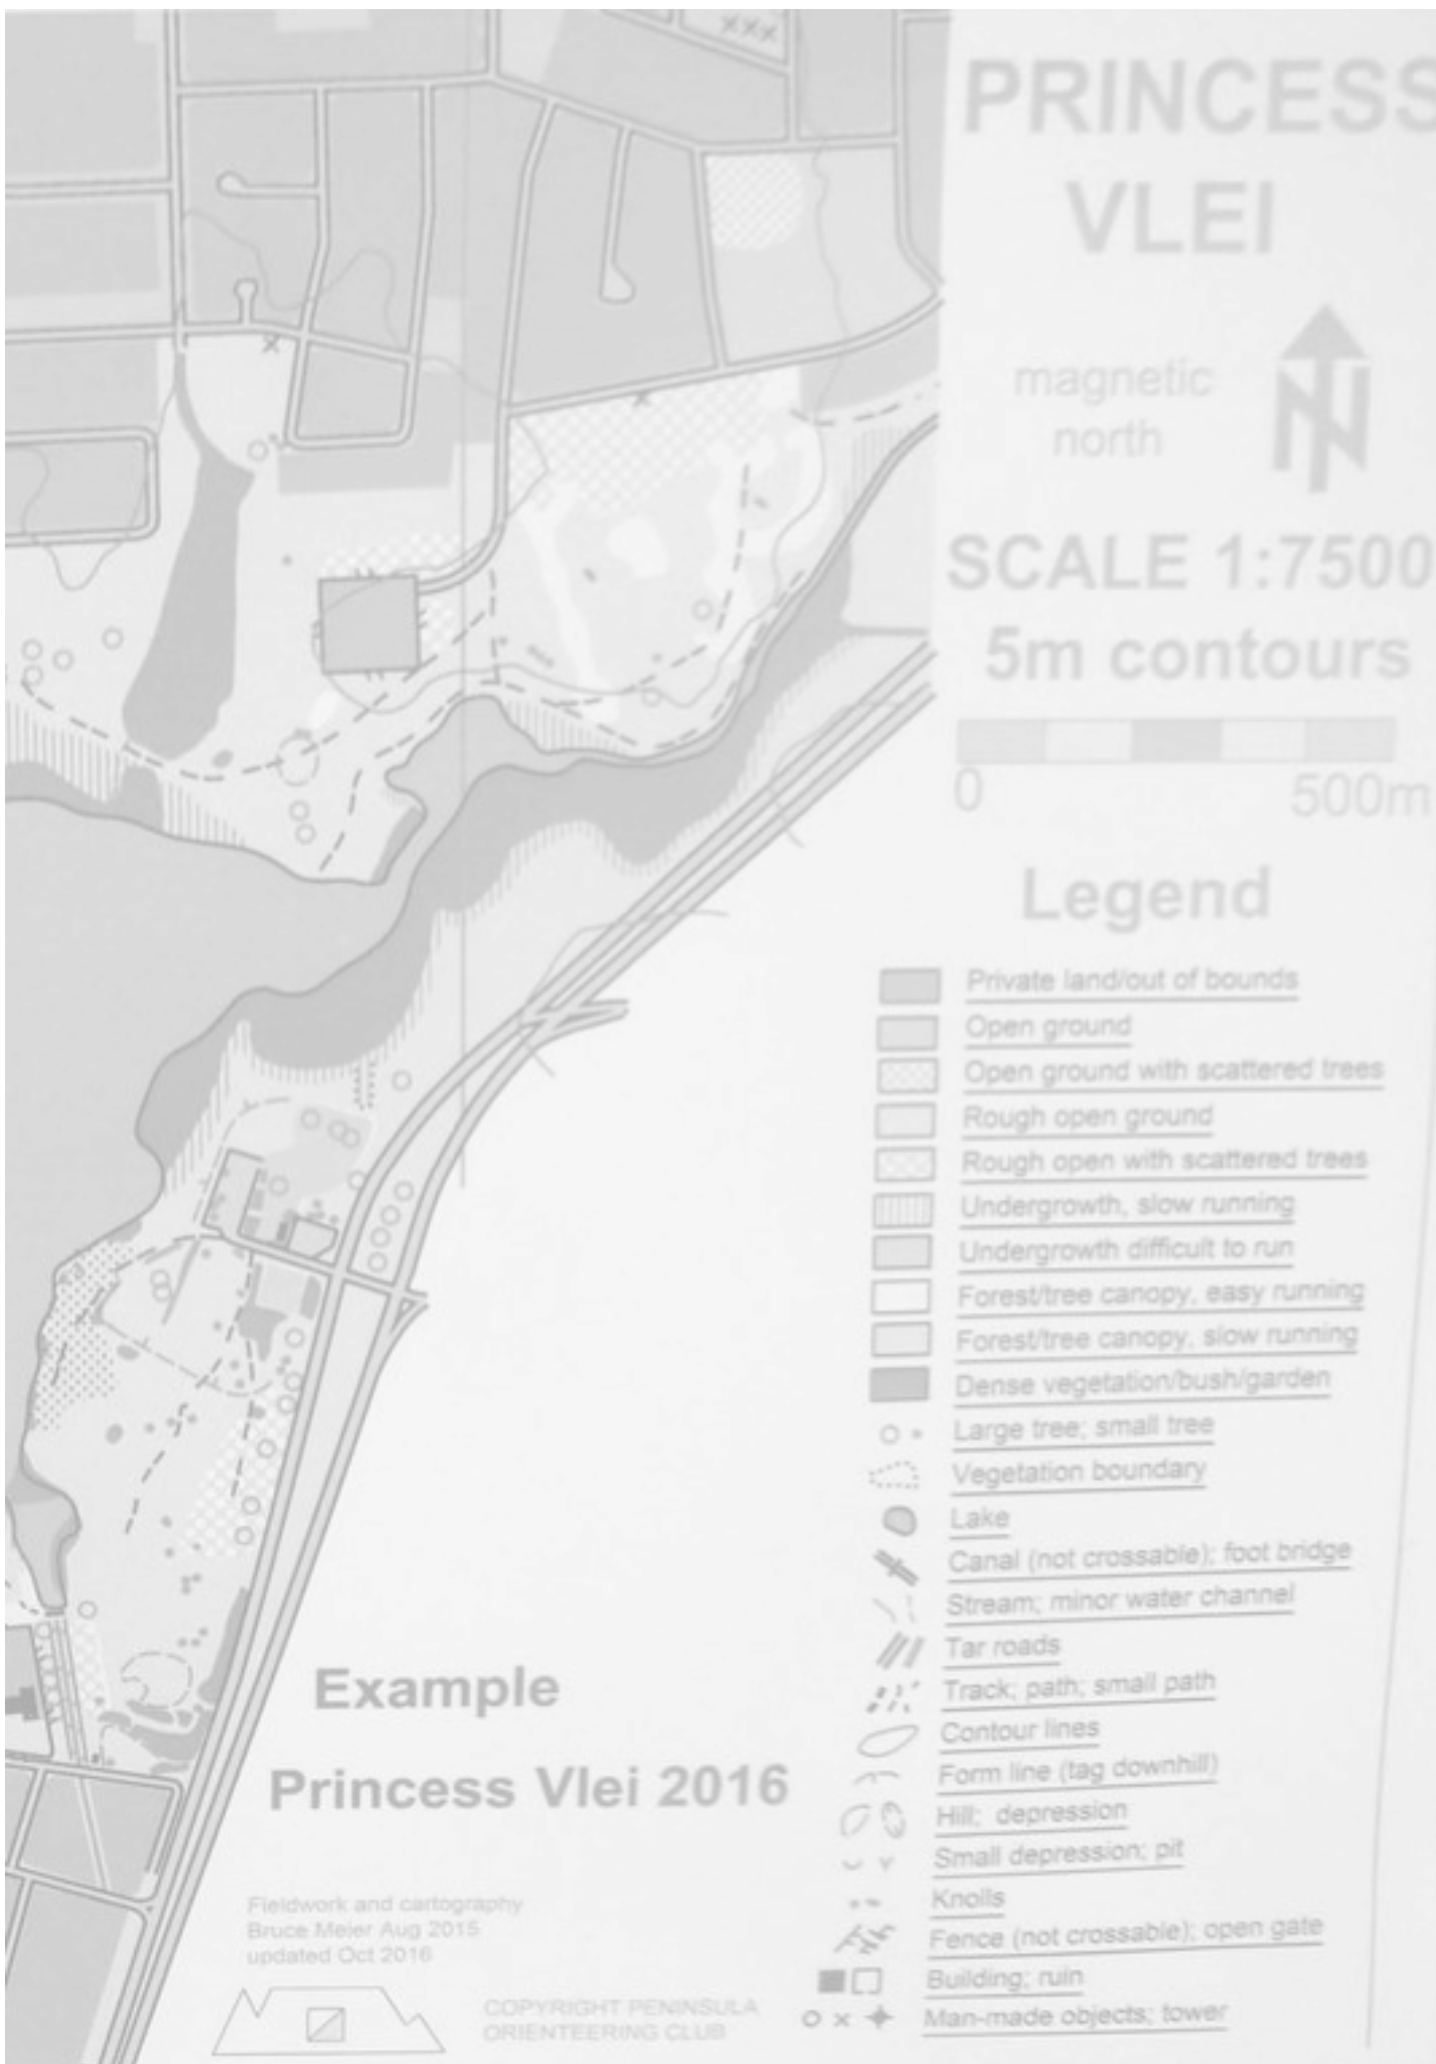 PRINCESS
VLEI
magnetic
north
N
SCALE 1:7500
5m contours
0 500m
Legend
Private land/out of bounds
Open ground
Open ground with scattered trees
Rough open ground
Rough open with scattered trees
Undergrowth, slow running
Undergrowth difficult to run
Forest/tree canopy, easy running
Forest/tree canopy, slow running
Dense vegetation/bush/garden
Large tree; small tree
Vegetation boundary
Lake
Canal (not crossable); foot bridge
Stream; minor water channel
Tar roads
Track; path; small path
Contour lines
Form line (tag downhill)
Hill; depression
Small depression; pit
Knolls
Fence (not crossable); open gate
Building; ruin
Man-made objects; tower
Example
Princess Vlei 2016
Fieldwork and cartography
Bruce Meier Aug 2015
updated Oct 2016
COPYRIGHT PENINSULA
ORIENTEERING CLUB